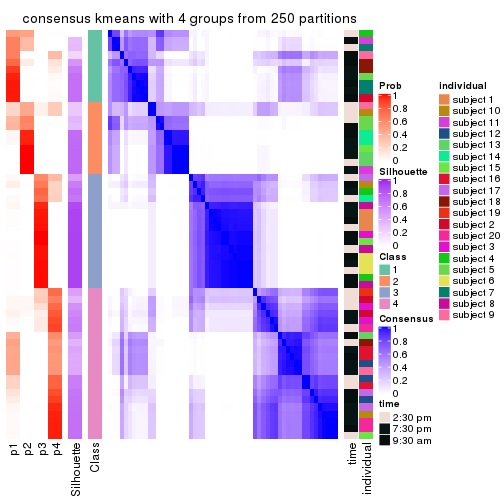 consensus kmeans with 4 groups from 250 partitions
p1
p2
p3
p4
Silhouette
Class
time
individual
Prob
1
0.8
0.6
0.4
0.2
0
Silhouette
1
0.8
0.6
0.4
0.2
0
Class
1
2
3
4
Consensus
1
0.8
0.6
0.4
0.2
0
time
2:30 pm
7:30 pm
9:30 am
Individual
subject 1
subject 10
subject 11
subject 12
subject 13
subject 14
subject 15
subject 16
subject 17
subject 18
subject 19
subject 2
subject 20
subject 3
subject 4
subject 5
subject 6
subject 7
subject 8
subject 9